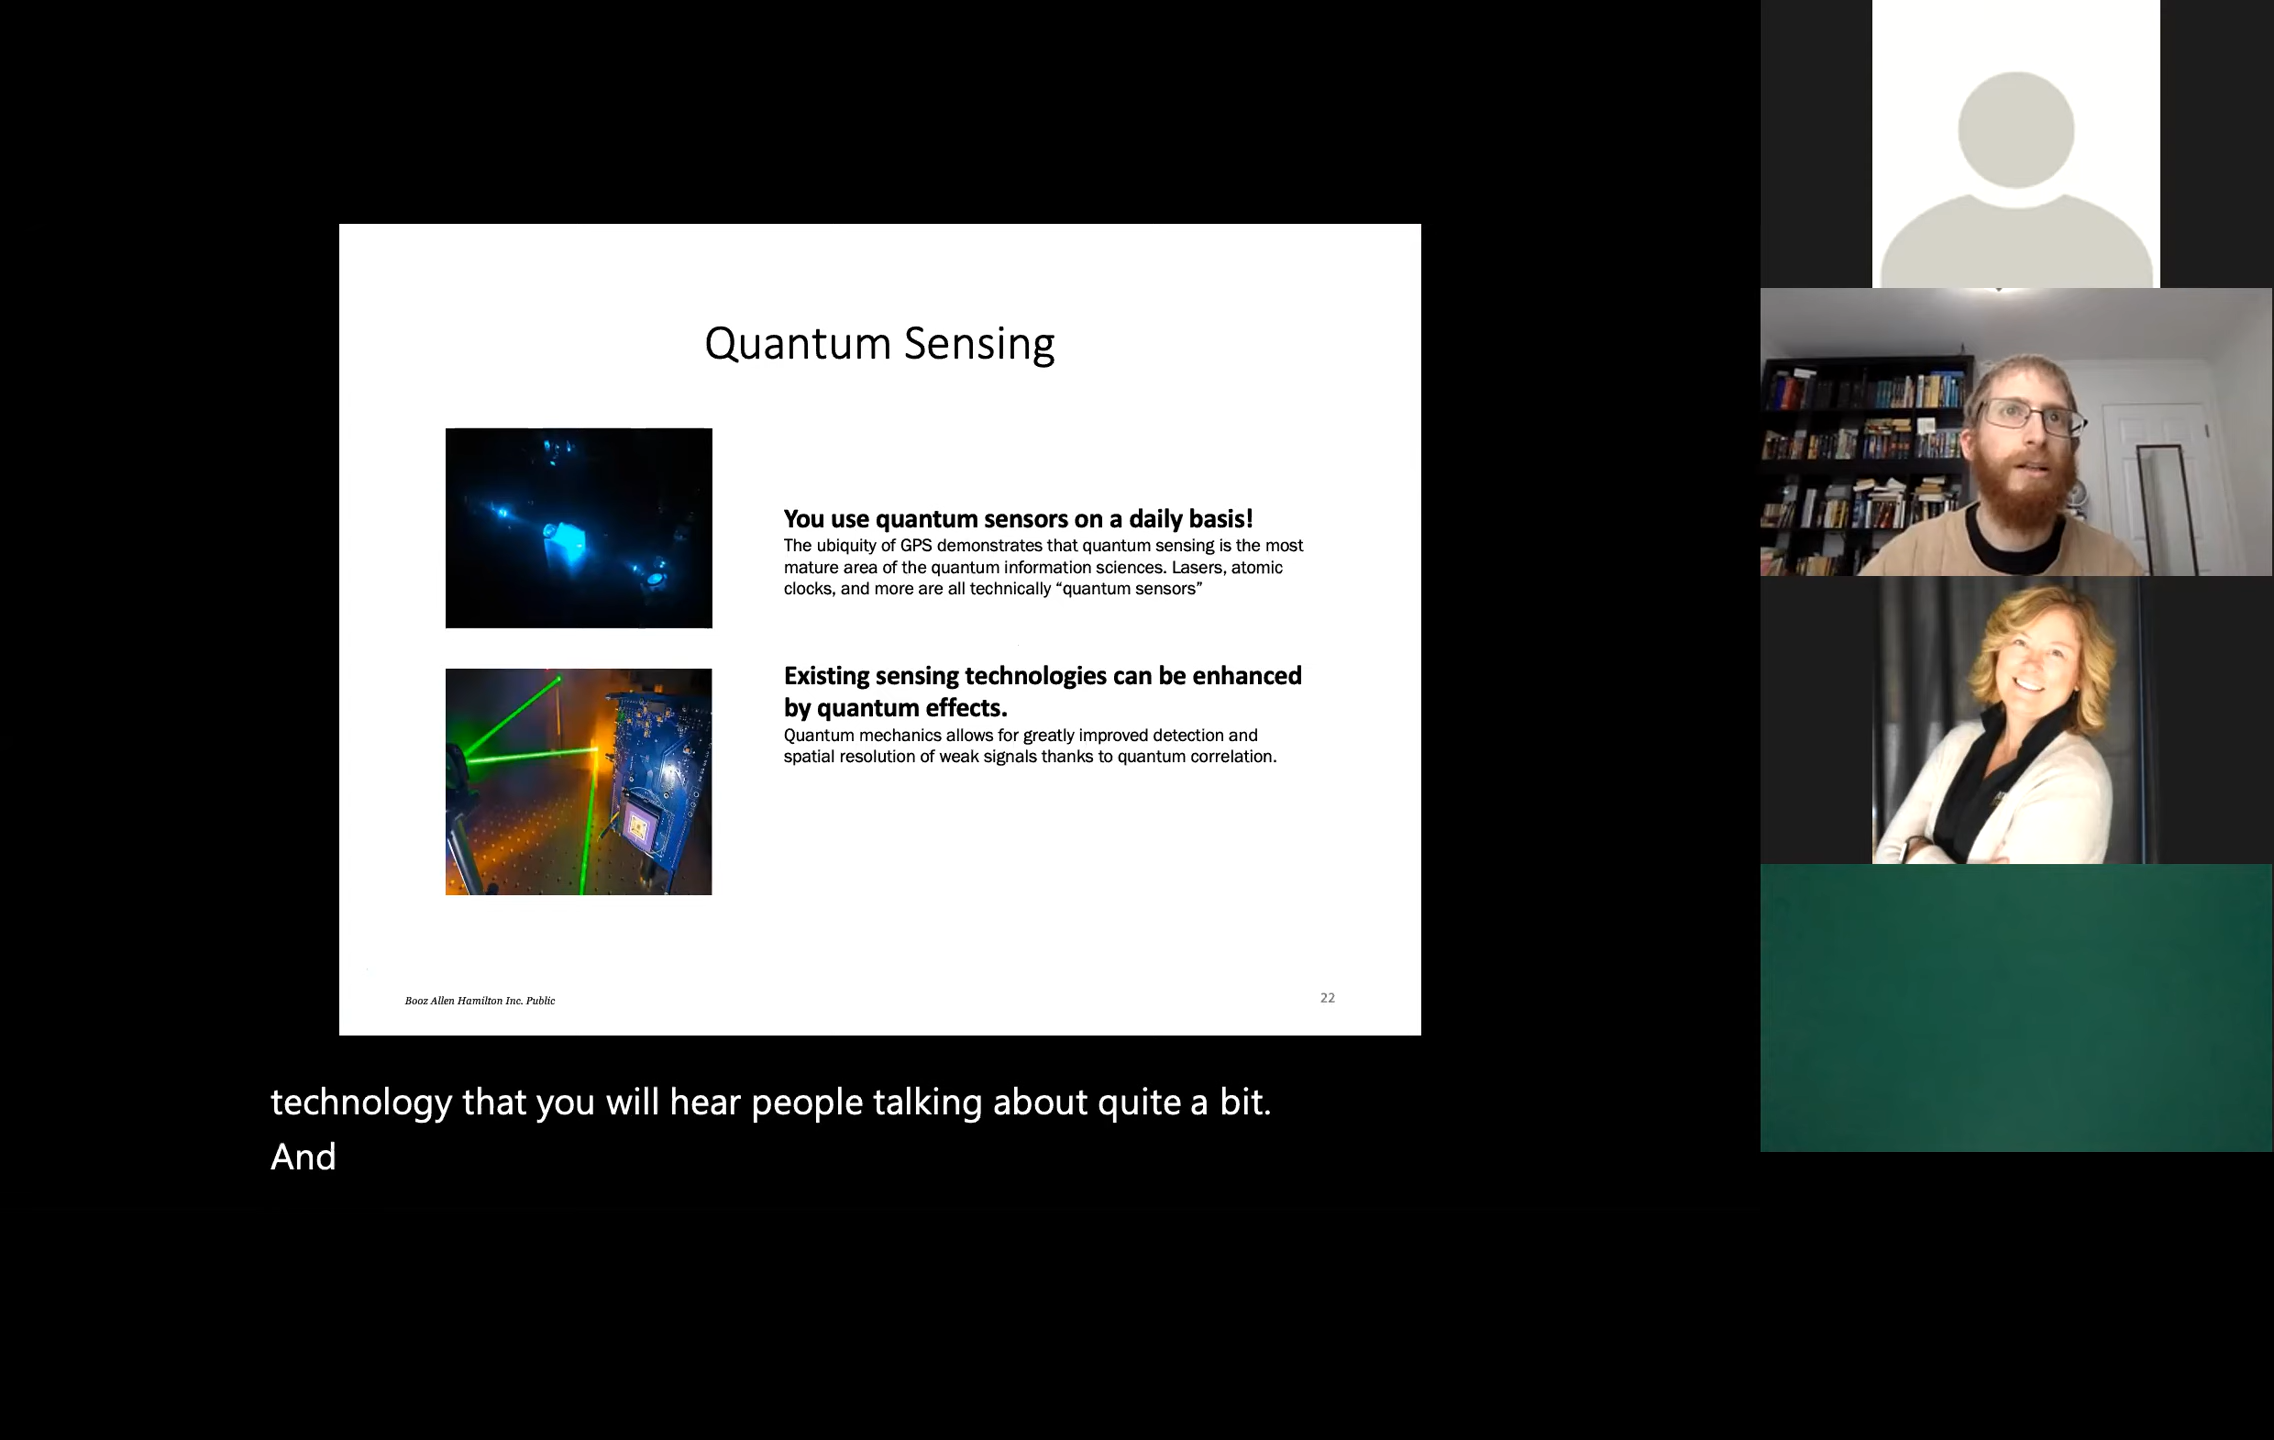 Quantum Sensing
You use quantum sensors on a daily basis!
The ubiquity of GPS demonstrates that quantum sensing is the most
mature area of the quantum information sciences. Lasers, atomic
clocks, and more are all technically “quantum sensors”
Existing sensing technologies can be enhanced
by quantum effects.
Quantum mechanics allows for greatly improved detection and
spatial resolution of weak signals thanks to quantum correlation.
Booz Allen Hamilton Inc. Public
22
technology that you will hear people talking about quite a bit.
And